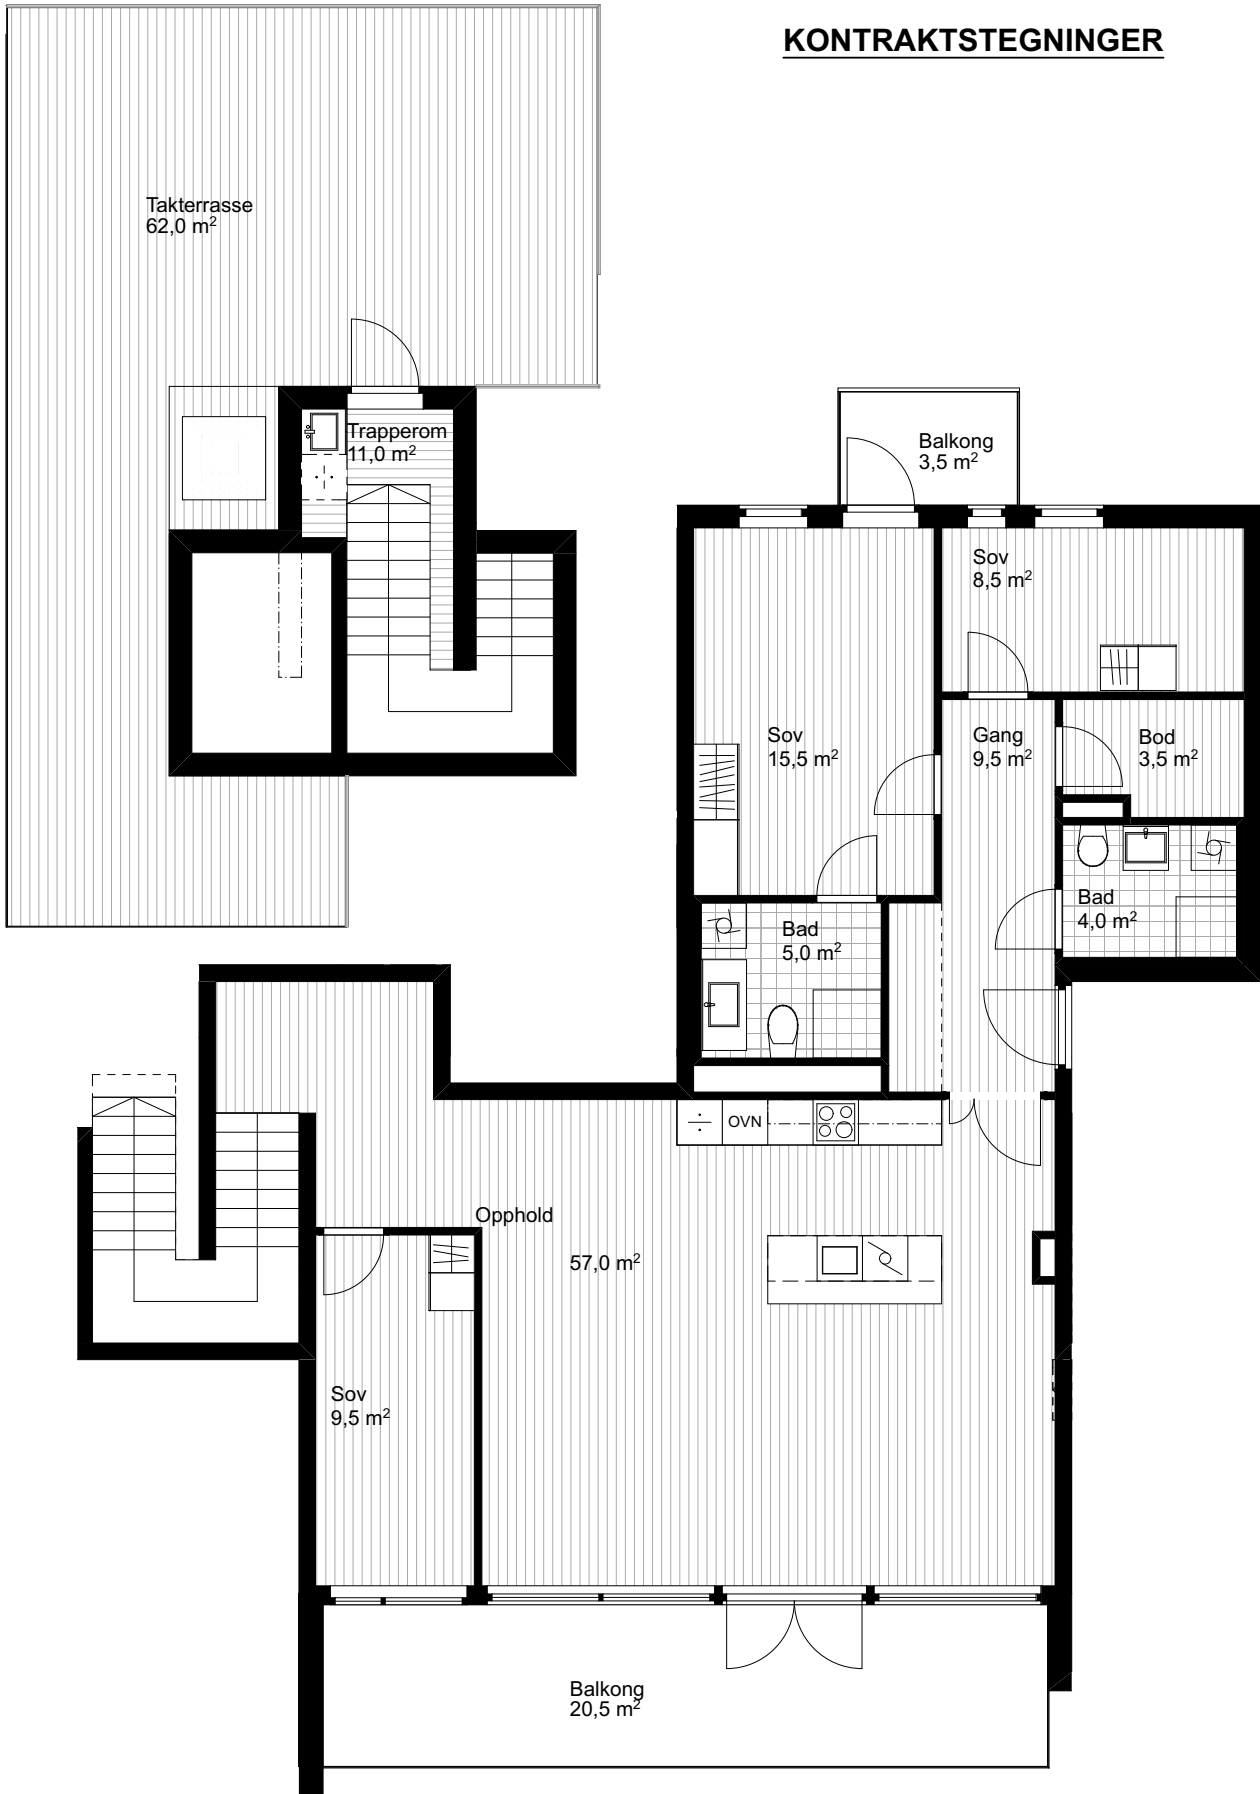 KONTRAKTSTEGNINGER
Takterrasse
62,0 m²
Trapperom
11,0 m²
Balkong
3,5 m²
Sov
8,5 m²
Sov
15,5 m²
Gang
9,5 m²
Bod
3,5 m²
Bad
4,0 m²
Bad
5,0 m²
OVN
Opphold
57,0 m²
Sov
9,5 m²
Balkong
20,5 m²